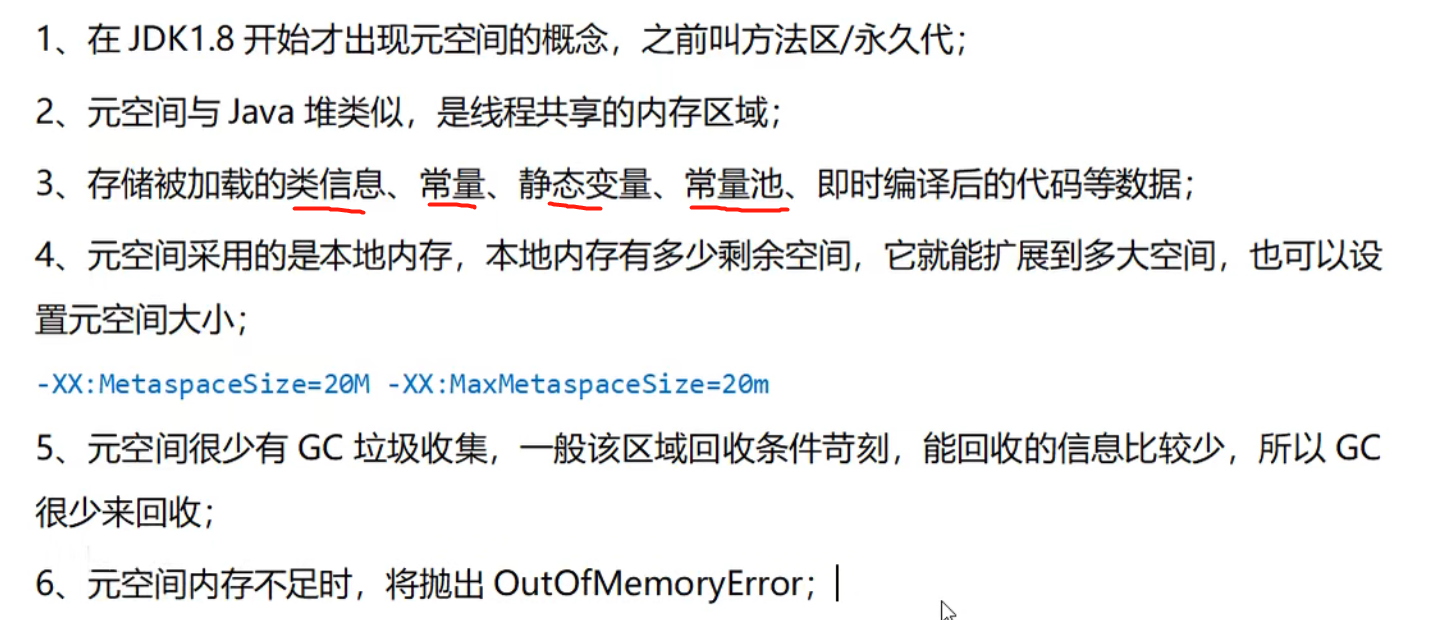 1、在 JDK1.8 开始才出现元空间的概念，之前叫方法区/永久代；
2、元空间与 Java 堆类似，是线程共享的内存区域；
3、存储被加载的类信息、常量、静态变量、常量池、即时编译后的代码等数据；
4、元空间采用的是本地内存，本地内存有多少剩余空间，它就能扩展到多大空间，也可以设
置元空间大小；
-XX:MetaspaceSize=20M -XX:MaxMetaspaceSize=20m
5、元空间很少有 GC 垃圾收集，一般该区域回收条件苛刻，能回收的信息比较少，所以 GC
很少来回收；
6、元空间内存不足时，将抛出 OutOfMemoryError；